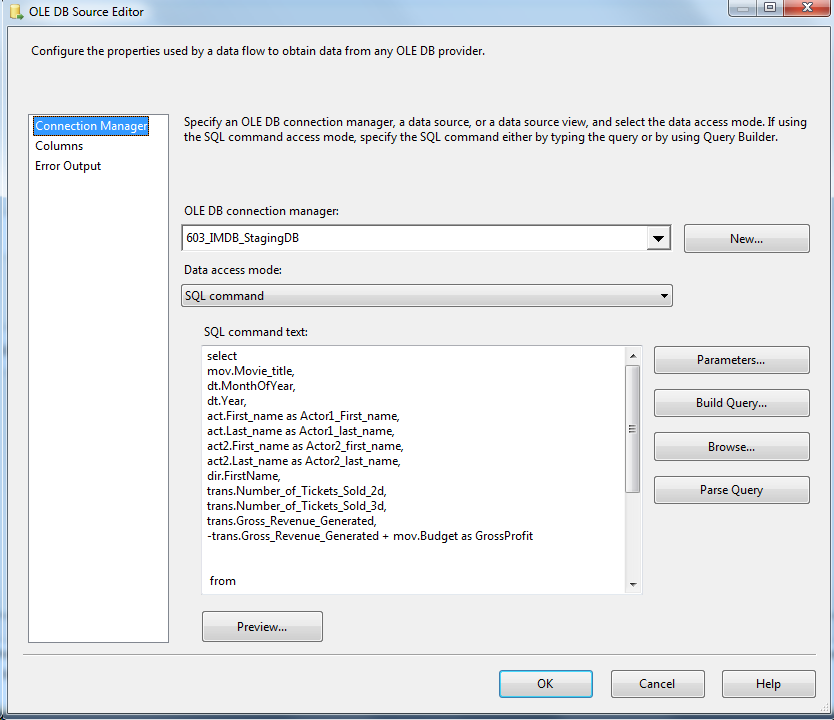 OLE DB Source Editor
Configure the properties used by a data flow to obtain data from any OLE DB provider.
Connection Manager
Columns
Error Output
Specify an OLE DB connection manager, a data source, or a data source view, and select the data access mode. If using
the SQL command access mode, specify the SQL command either by typing the query or by using Query Builder.
OLE DB connection manager:
603_IMDB_StagingDB
New...
Data access mode:
SQL command
SQL command text:
select
mov.Movie_title,
dt.MonthOfYear,
dt.Year,
act.First_name as Actor1_First_name,
act.Last_name as Actor1_last_name,
act2.First_name as Actor2_first_name,
act2.Last_name as Actor2_last_name,
dir.FirstName,
trans.Number_of_Tickets_Sold_2d,
trans.Number_of_Tickets_Sold_3d,
trans.Gross_Revenue_Generated,
-trans.Gross_Revenue_Generated + mov.Budget as GrossProfit
from
Parameters...
Build Query...
Browse...
Parse Query
Preview...
OK
Cancel
Help